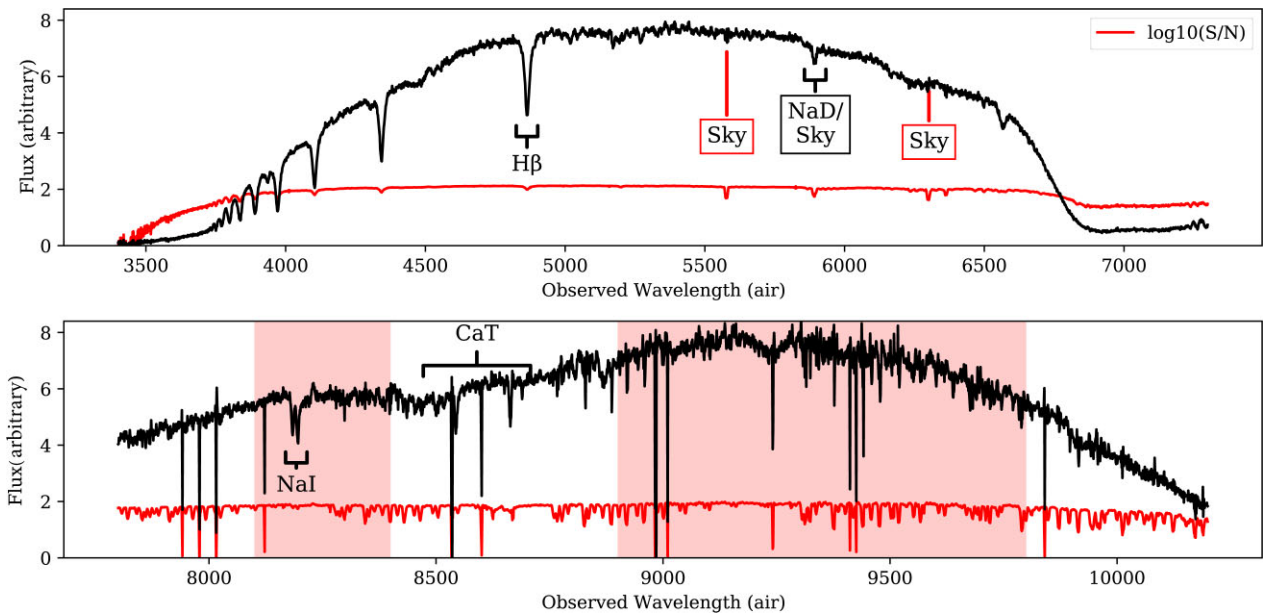 8
6
4
2
0
Flux (arbitrary)
log10(S/N)
Hβ
Sky
NaD/
Sky
Sky
3500 4000 4500 5000 5500 6000 6500 7000
Observed Wavelength (air)
8
6
4
2
0
Flux(arbitrary)
CaT
NaI
8000 8500 9000 9500 10000
Observed Wavelength (air)